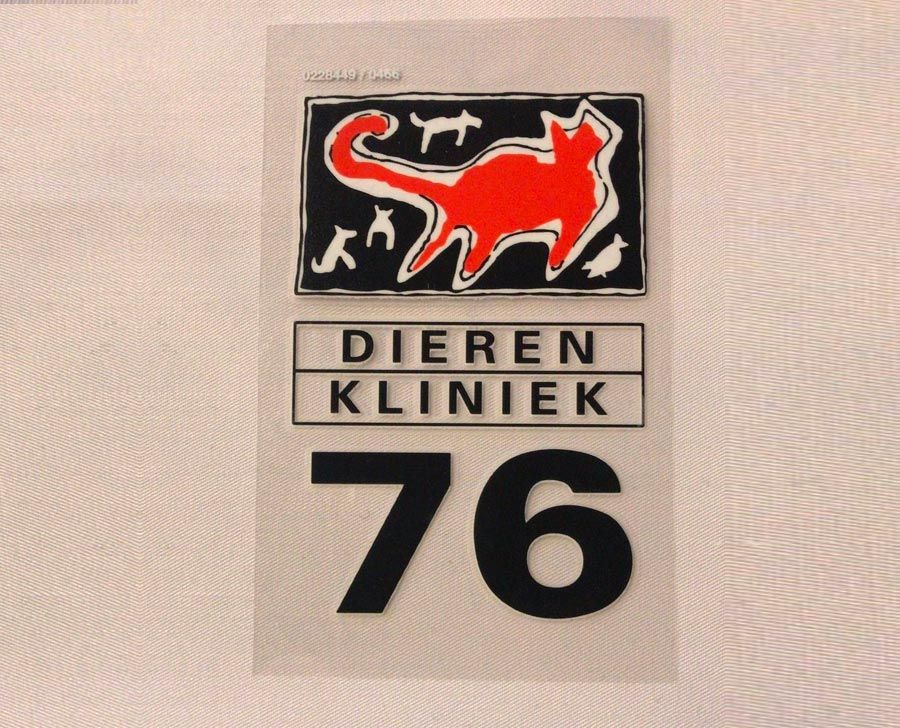 0228449 / 0466
DIEREN
KLINIEK
76